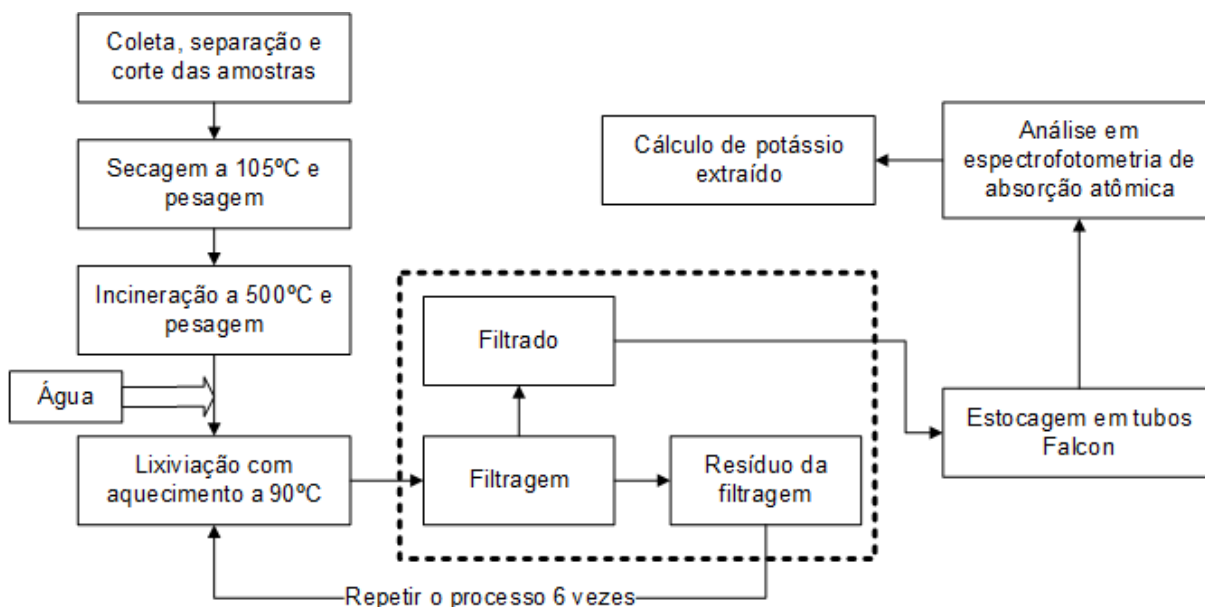 Coleta, separação e
corte das amostras
Secagem a 105ºC e
pesagem
Incineração a 500ºC e
pesagem
Água
Lixiviação com
aquecimento a 90ºC
Filtragem
Filtrado
Resíduo da
filtragem
Repetir o processo 6 vezes
Estocagem em tubos
Falcon
Análise em
espectrofotometria de
absorção atômica
Cálculo de potássio
extraído